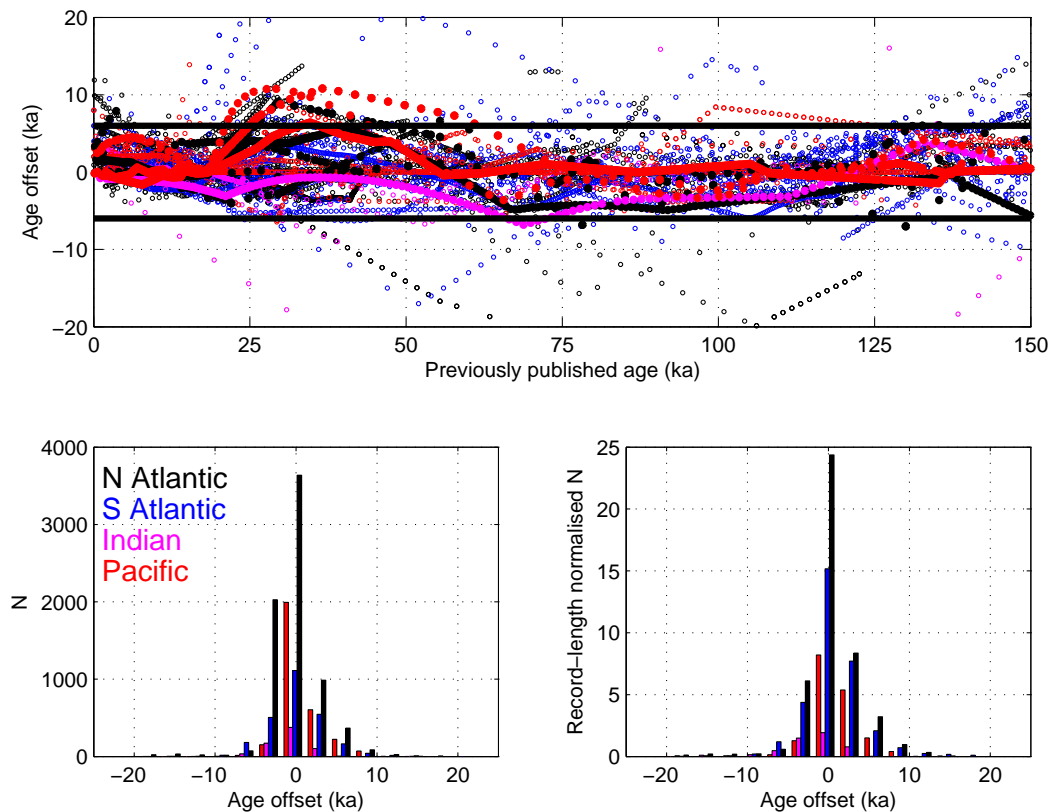 20
10
0
−10
−20
Age offset (ka)
0 25 50 75 100 125 150
Previously published age (ka)
4000
3000
2000
1000
0
N
N Atlantic
S Atlantic
Indian
Pacific
−20 −10 0 10 20
Age offset (ka)
25
20
15
10
5
0
Record−length normalised N
−20 −10 0 10 20
Age offset (ka)